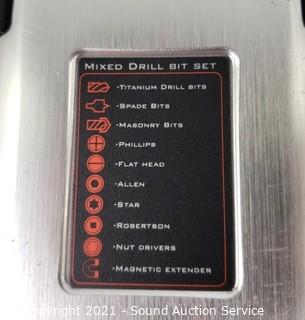 Mixed Drill Bit Set
-Titanium Drill bits
-Spade Bits
-Masonry Bits
-Phillips
-Flat head
-Allen
-Star
-Robertson
-Nut drivers
-Magnetic extender
Copyright 2021 - Sound Auction Service